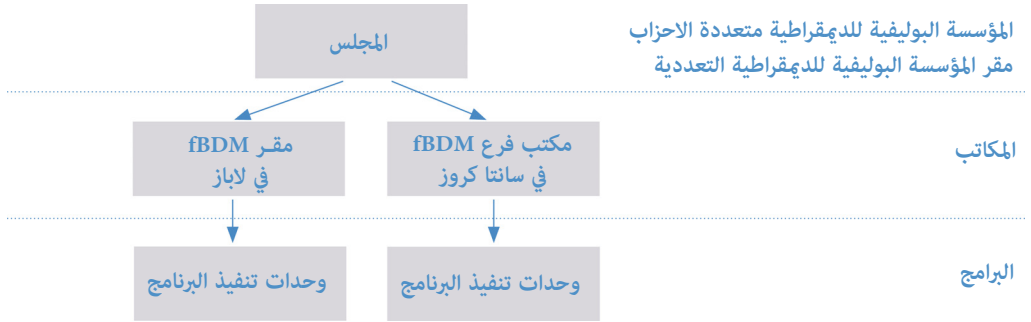 المؤسسة البوليفية للديمقراطية متعددة الاحزاب
مقر المؤسسة البوليفية للديمقراطية التعددية
المجلس
المكاتب
مكتب فرع fBDM
في سانتا كروز
مقـر fBDM
في لاباز
البرامج
وحدات تنفيذ البرنامج
وحدات تنفيذ البرنامج